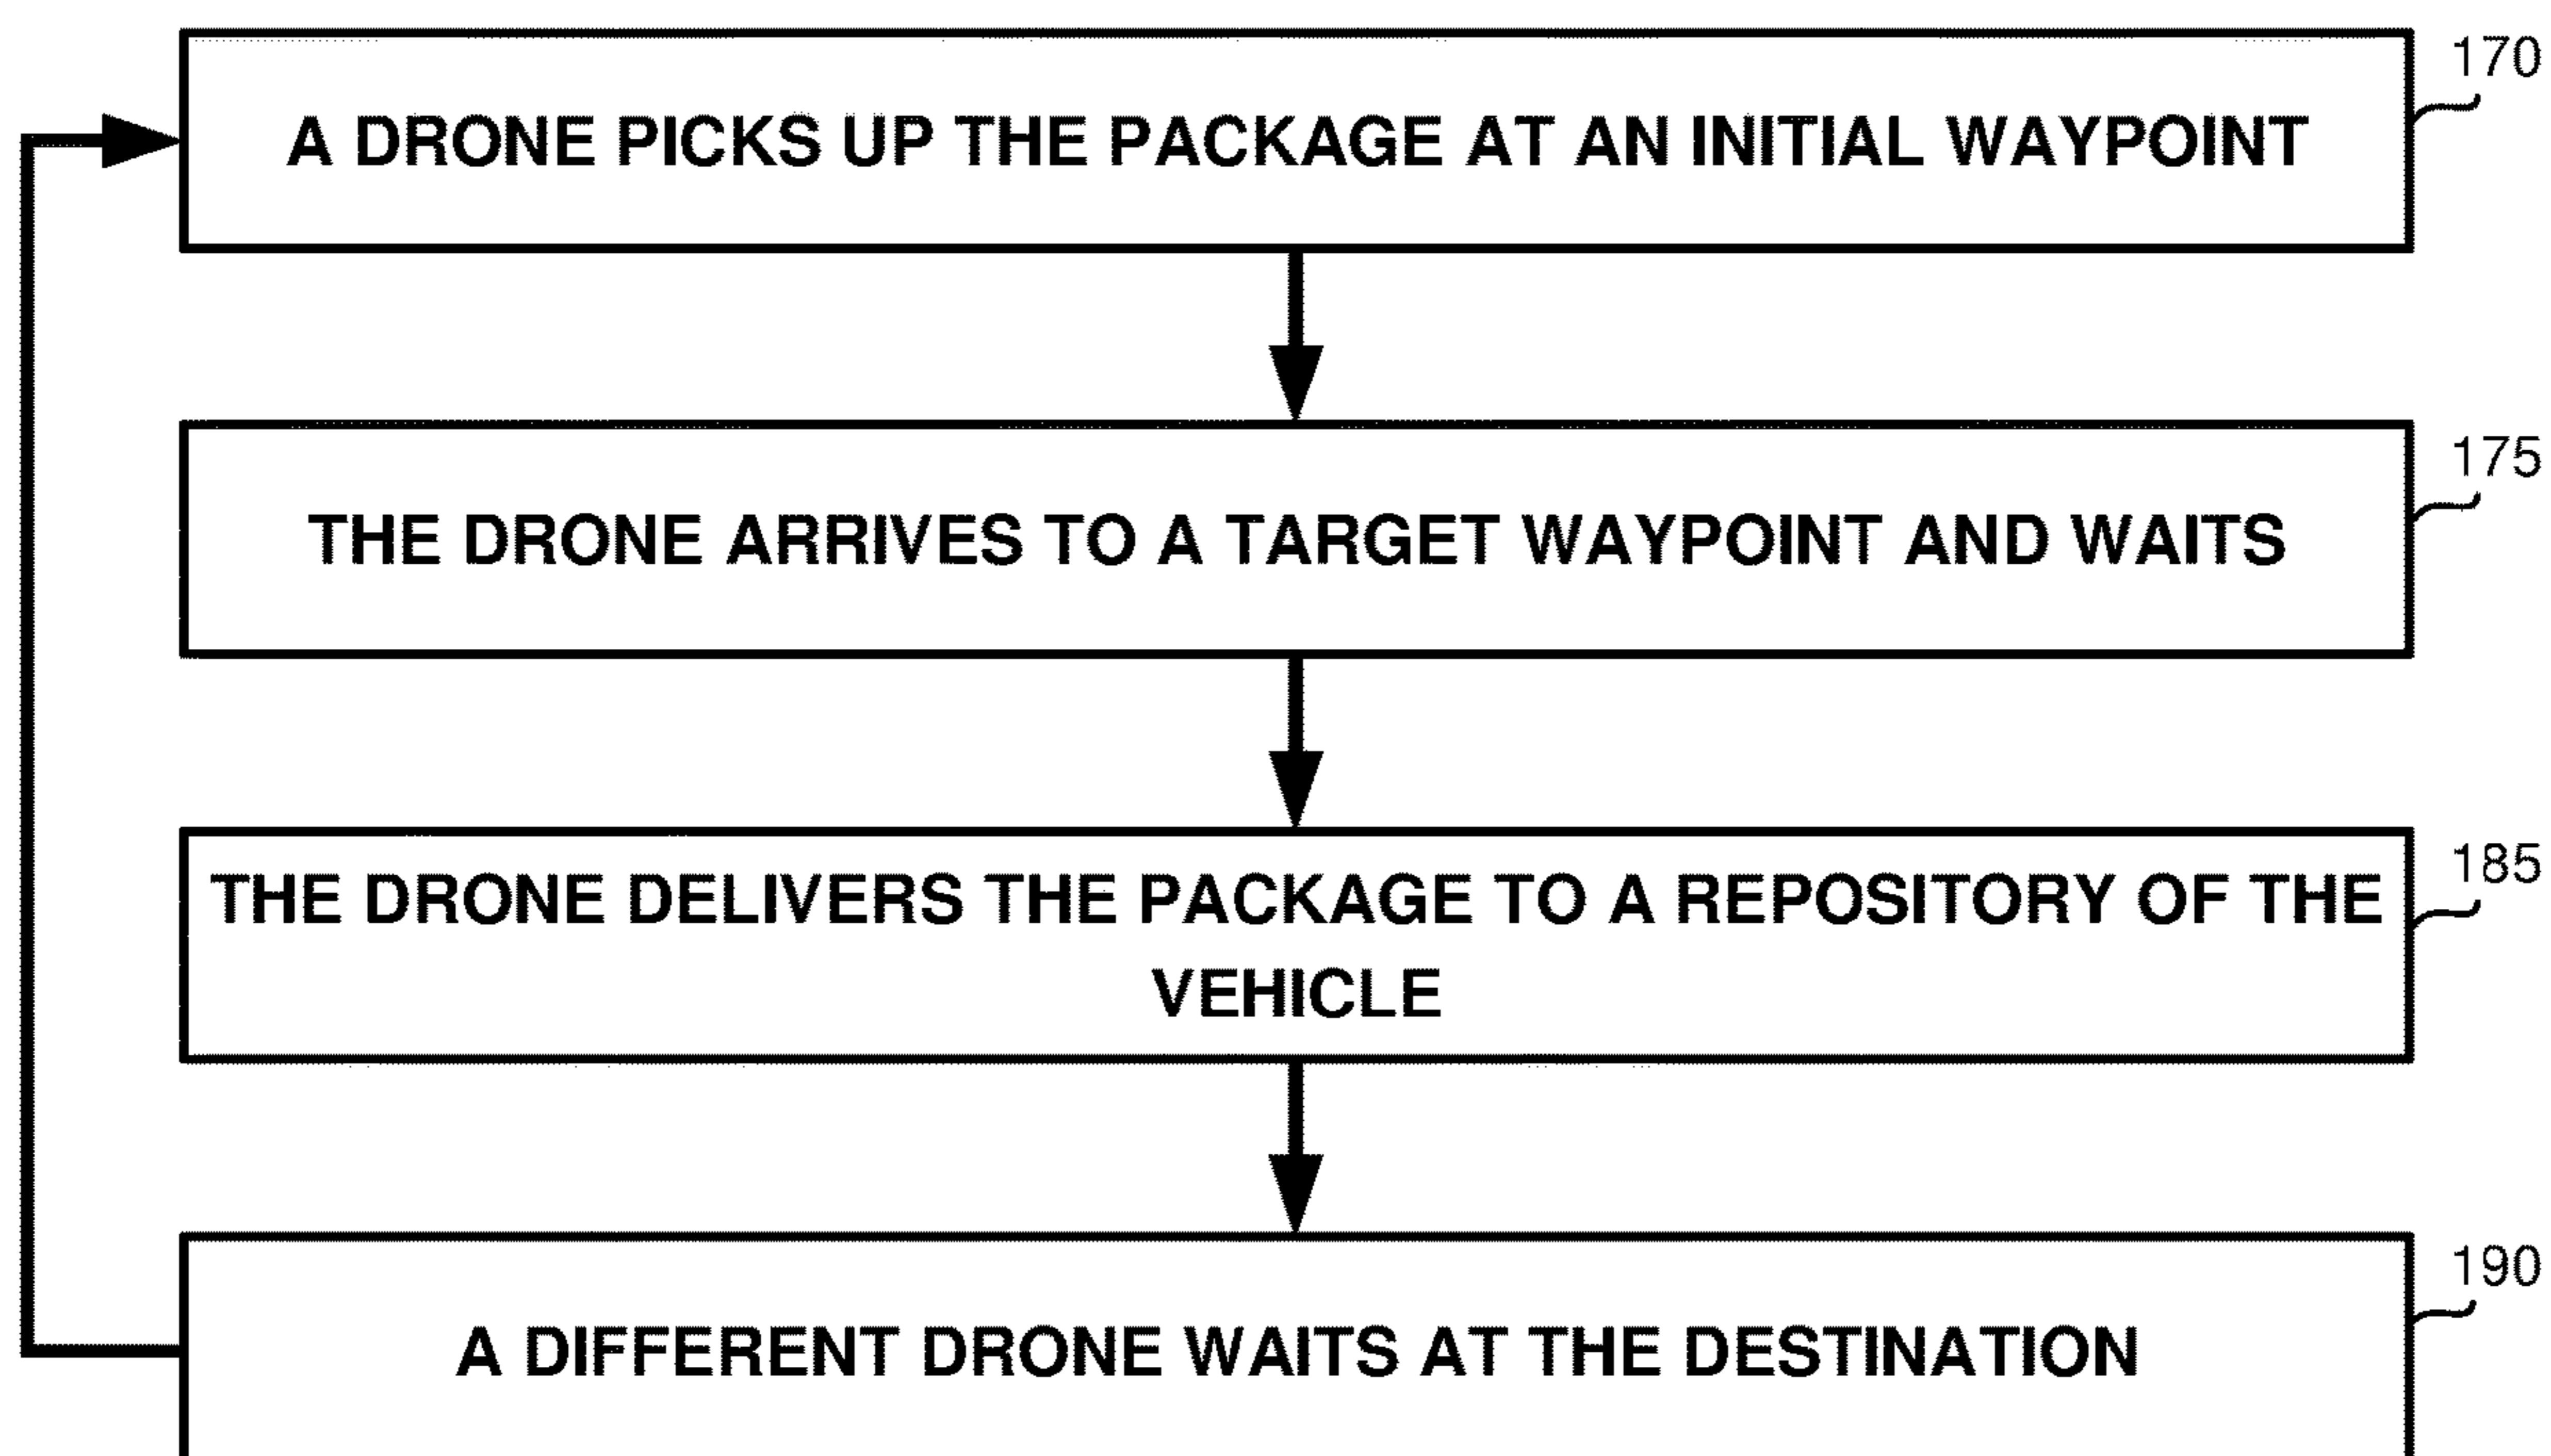 170
A DRONE PICKS UP THE PACKAGE AT AN INITIAL WAYPOINT
175
THE DRONE ARRIVES TO A TARGET WAYPOINT AND WAITS
185
THE DRONE DELIVERS THE PACKAGE TO A REPOSITORY OF THE
VEHICLE
190
A DIFFERENT DRONE WAITS AT THE DESTINATION